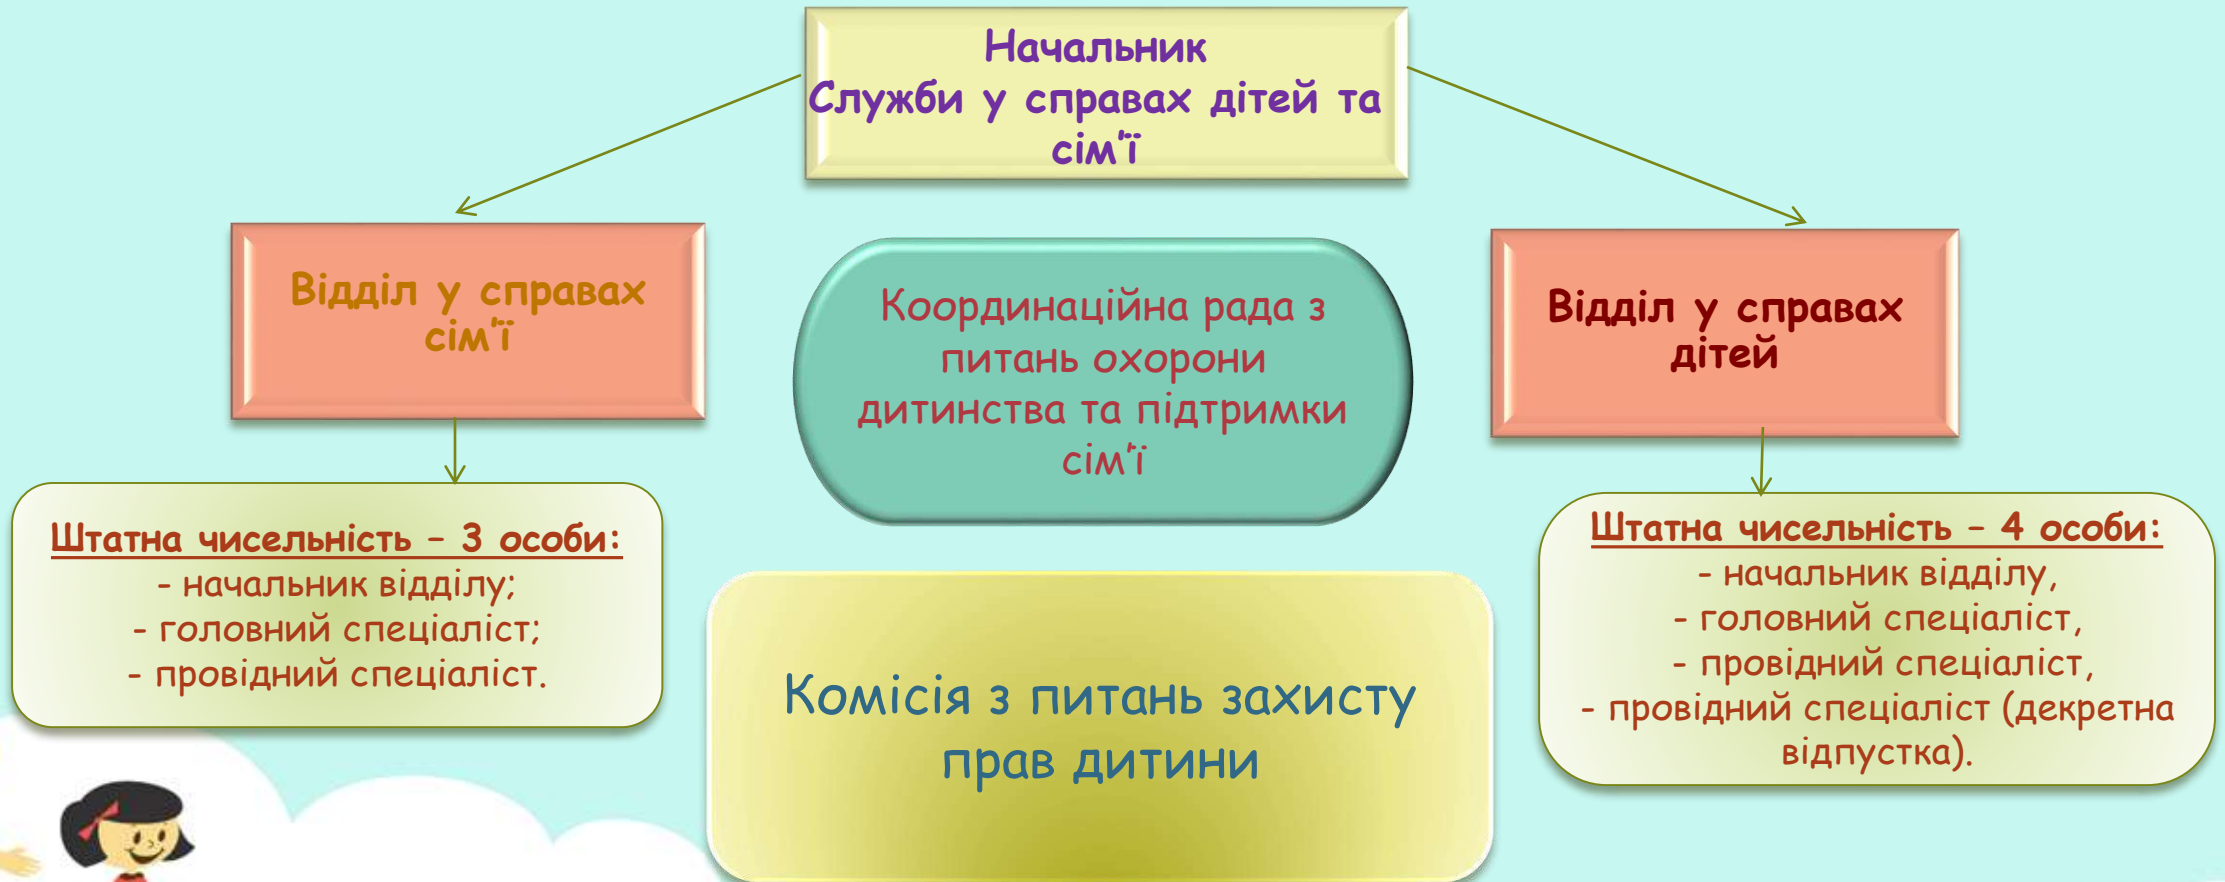 Начальник
Служби у справах дітей та
сім'ї
Відділ у справах
сім'ї
Координаційна рада з
питань охорони
дитинства та підтримки
сім'ї
Відділ у справах
дітей
Штатна чисельність – 3 особи:
- начальник відділу;
- головний спеціаліст;
- провідний спеціаліст.
Комісія з питань захисту
прав дитини
Штатна чисельність – 4 особи:
- начальник відділу,
- головний спеціаліст,
- провідний спеціаліст,
- провідний спеціаліст (декретна
відпустка).